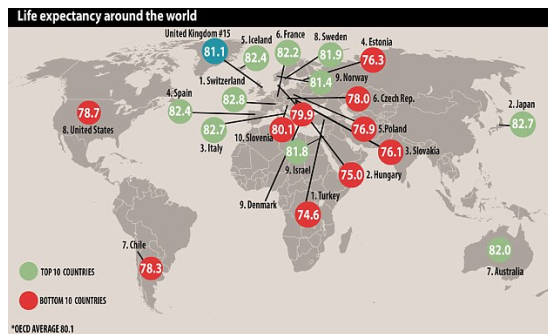 Life expectancy around the world
United Kingdom #15
81.1
5. Iceland
82.4
6. France
82.2
8. Sweden
81.9
4. Estonia
76.3
9. Norway
81.4
1. Switzerland
82.8
4. Spain
82.4
78.7
8. United States
82.7
3. Italy
78.0
6. Czech Rep.
2. Japan
82.7
79.9
80.1
10. Slovenia
76.9
5.Poland
81.8
9. Israel
76.1
3. Slovakia
75.0
2. Hungary
9. Denmark
1. Turkey
74.6
7. Chile
78.3
82.0
7. Australia
TOP 10 COUNTRIES
BOTTOM 10 COUNTRIES
*OECD AVERAGE 80.1